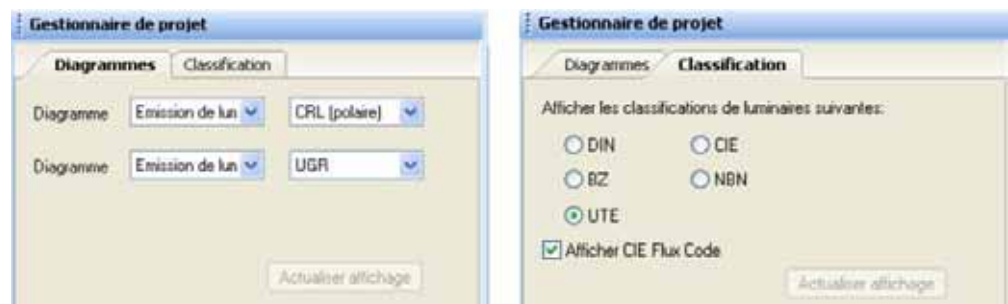 Gestionnaire de projet
Diagrammes Classification
Diagramme Emission de lun CRL (polaire)
Diagramme Emission de lun UGR
Actualiser affichage
Gestionnaire de projet
Diagrammes Classification
Afficher les classifications de luminaires suivantes:
DIN CIE
BZ NBN
UTE
Afficher CIE Flux Code
Actualiser affichage